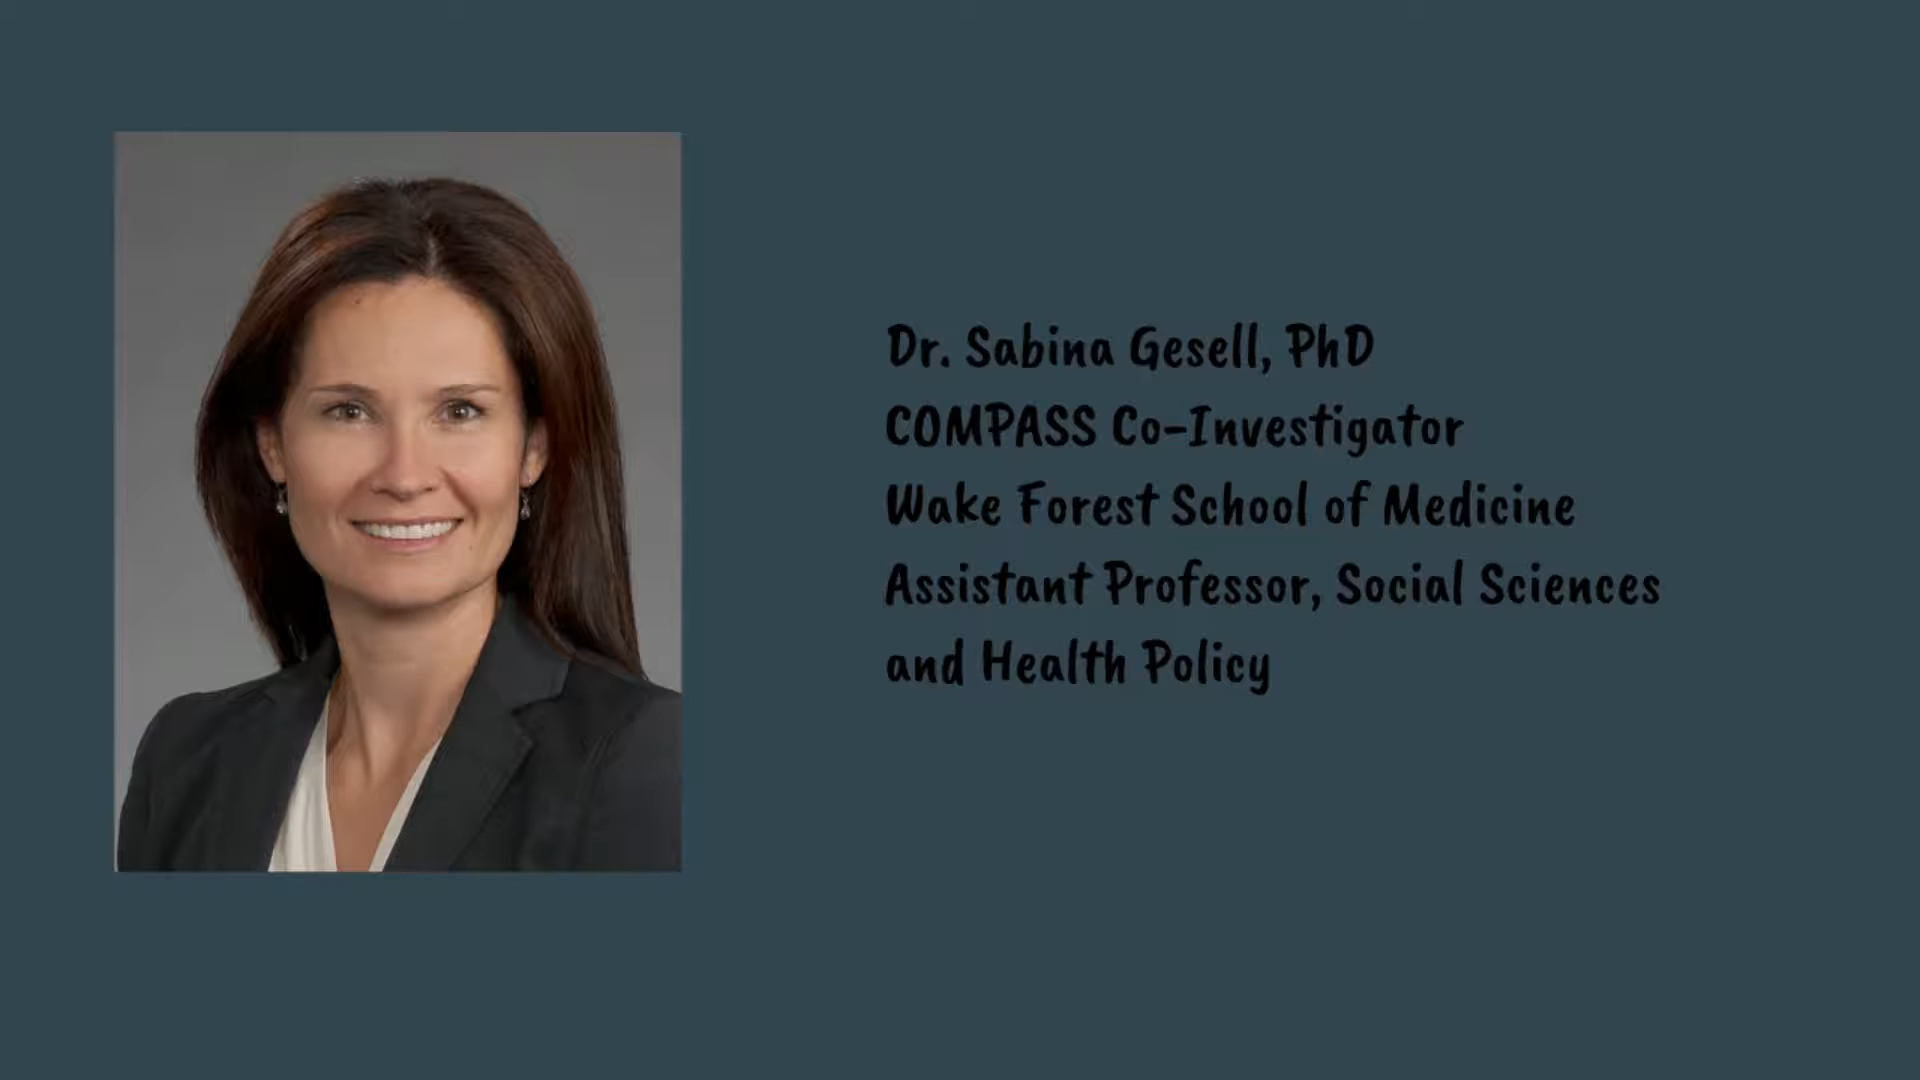 Dr. Sabina Gesell, PhD
COMPASS Co-Investigator
Wake Forest School of Medicine
Assistant Professor, Social Sciences
and Health Policy